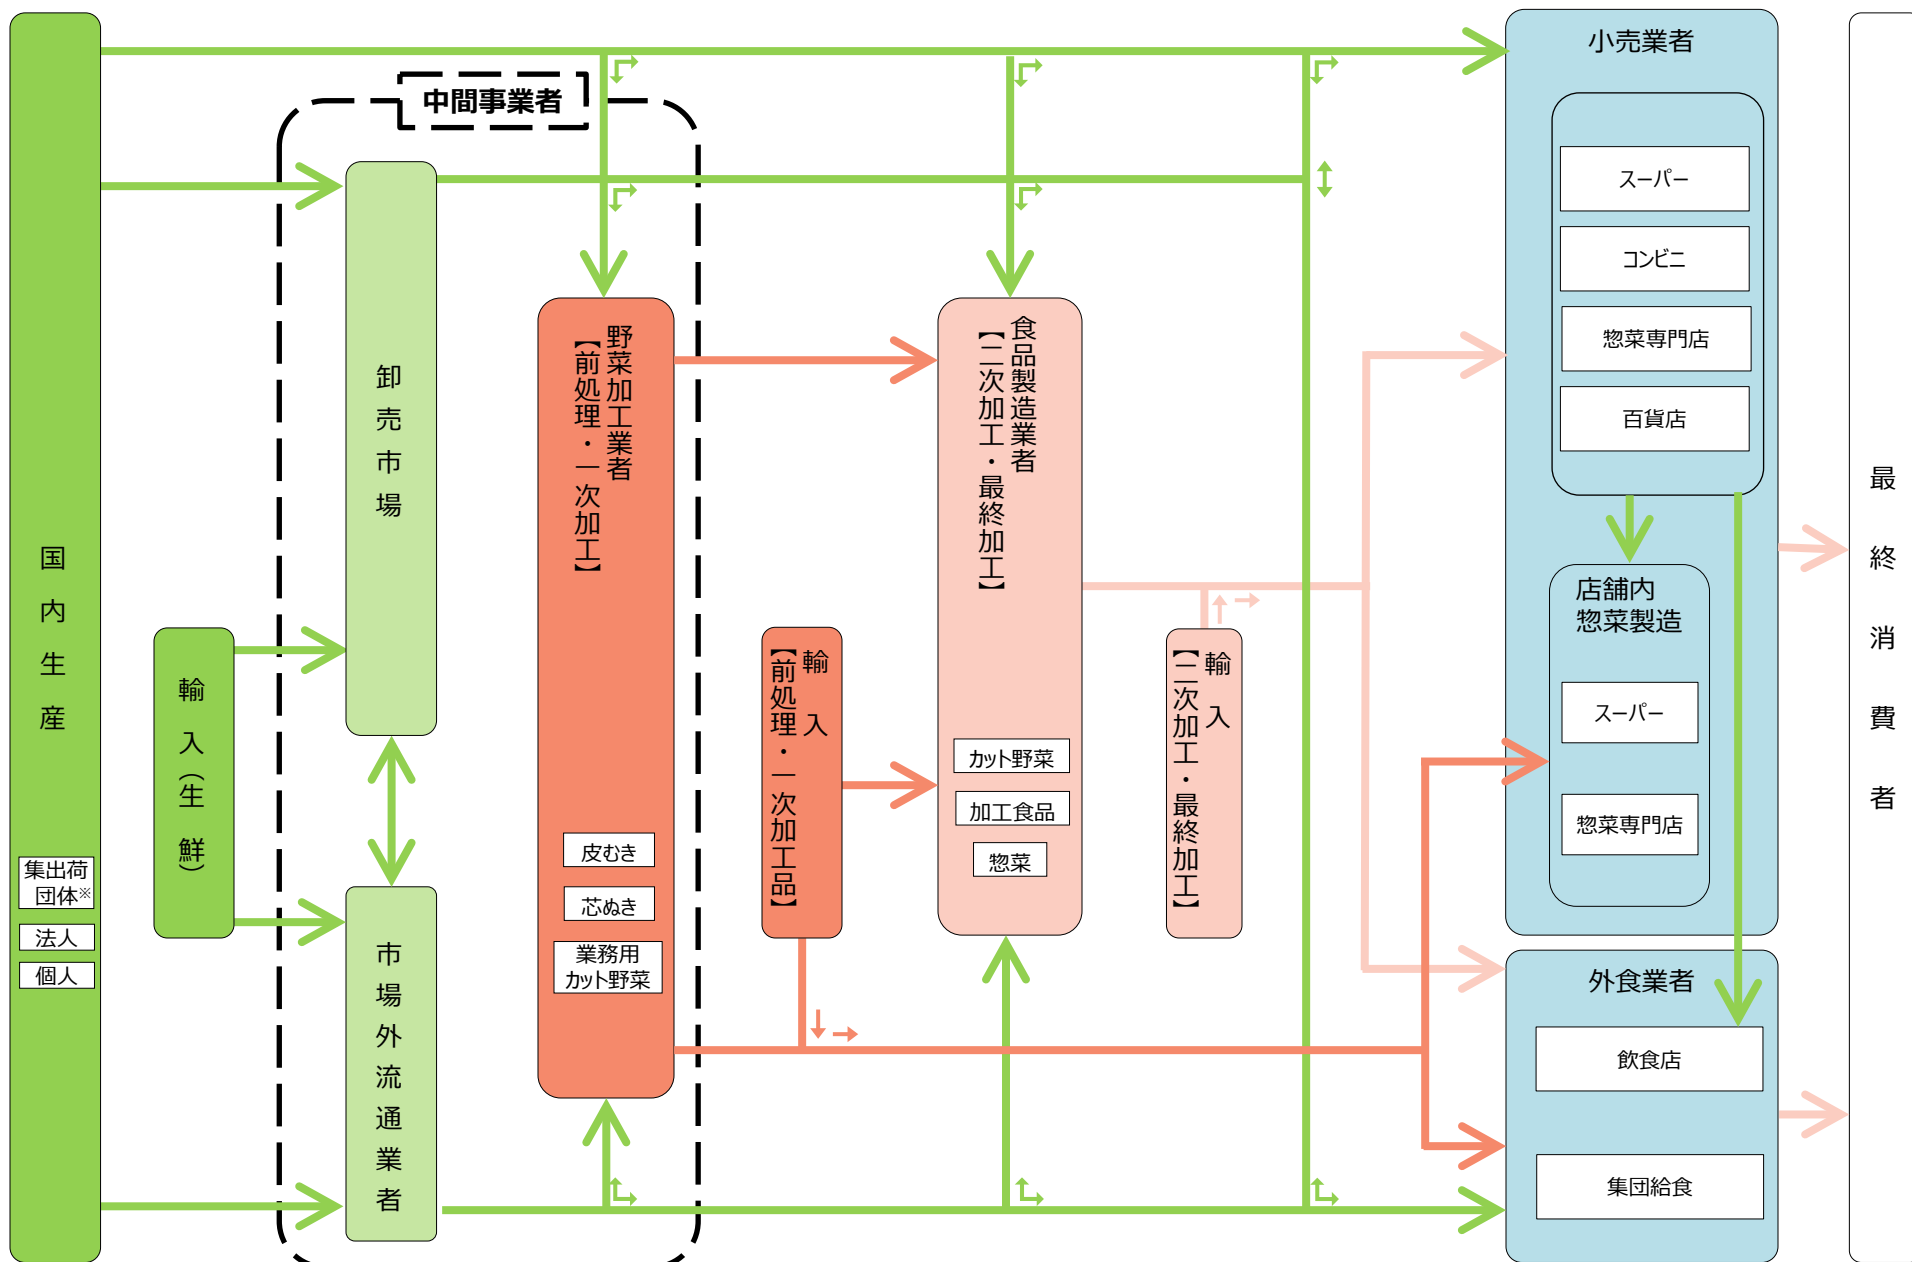 国内生産
集出荷
団体※
法人
個人
輸入（生鮮）
中間事業者
卸売市場
市場外流通業者
野菜加工業者
【前処理・一次加工】
皮むき
芯ぬき
業務用
カット野菜
輸入
【前処理・一次加工品】
食品製造業者
【二次加工・最終加工】
カット野菜
加工食品
惣菜
輸入
【二次加工・最終加工】
小売業者
スーパー
コンビニ
惣菜専門店
百貨店
店舗内
惣菜製造
スーパー
惣菜専門店
外食業者
飲食店
集団給食
最終消費者